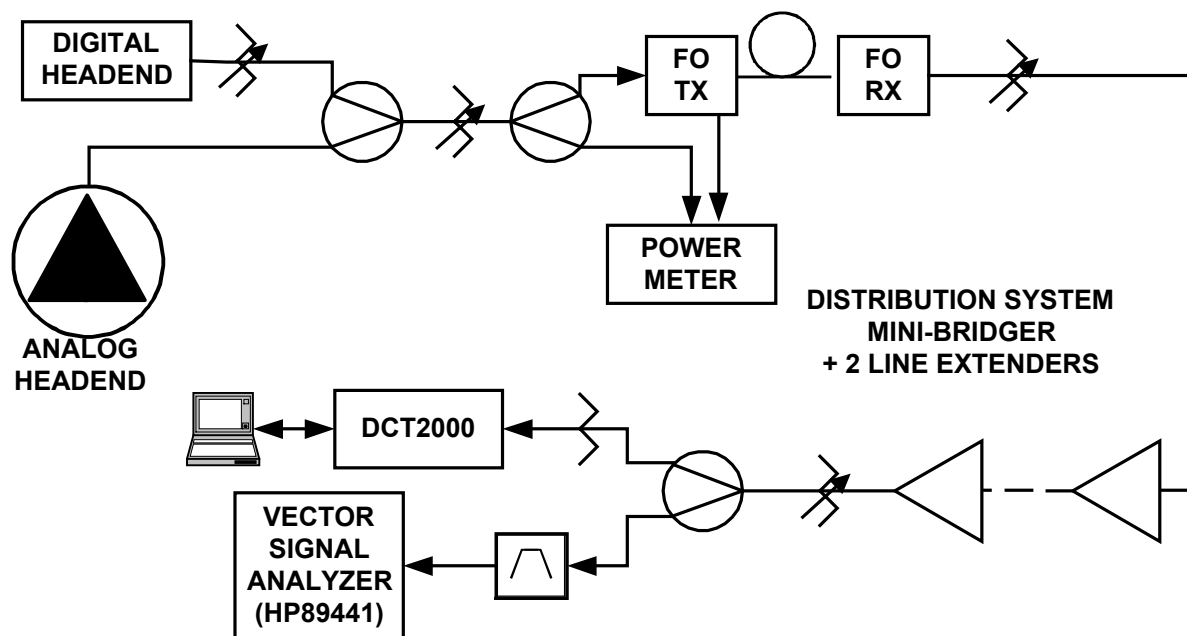 DIGITAL
HEADEND
FO
TX
FO
RX
POWER
METER
ANALOG
HEADEND
DISTRIBUTION SYSTEM
MINI-BRIDGER
+ 2 LINE EXTENDERS
DCT2000
VECTOR
SIGNAL
ANALYZER
(HP89441)